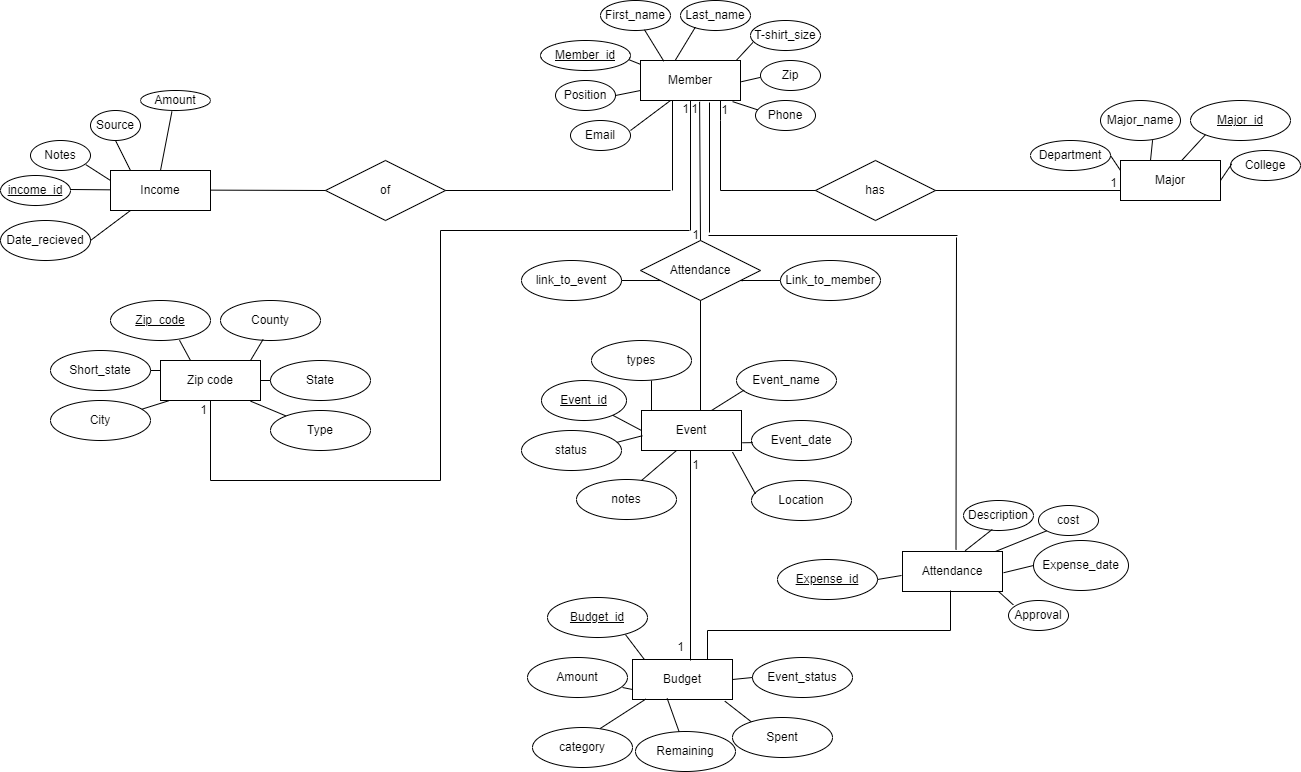 First_name
Last_name
T-shirt_size
Member_id
Member
Zip
Position
Phone
Email
1
1
1
Amount
Source
Notes
income_id
Income
Date_recieved
of
has
Major_name
Major_id
Department
College
Major
1
1
Attendance
link_to_event
Link_to_member
Zip_code
County
Short_state
Zip code
State
City
Type
1
types
Event_name
Event_id
Event
Event_date
status
notes
Location
1
Description
cost
Attendance
Expense_date
Expense_id
Approval
Budget_id
1
Amount
Budget
Event_status
category
Remaining
Spent